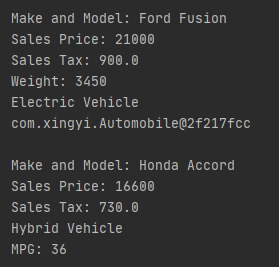 Make and Model: Ford Fusion
Sales Price: 21000
Sales Tax: 900.0
Weight: 3450
Electric Vehicle
com.xingyi.Automobile@2f217fcc
Make and Model: Honda Accord
Sales Price: 16600
Sales Tax: 730.0
Hybrid Vehicle
MPG: 36